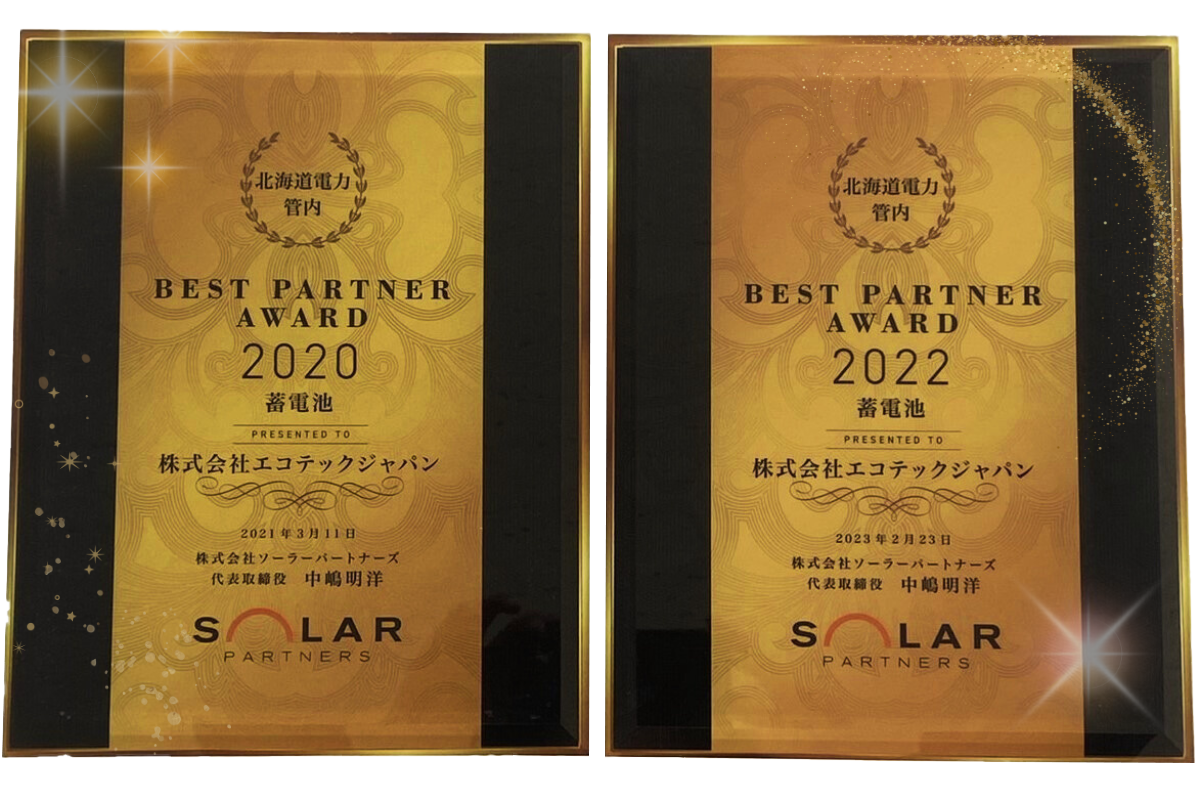 北海道電力
管内
BEST PARTNER
AWARD
2020
蓄電池
PRESENTED TO
株式会社エコテックジャパン
2021年3月11日
株式会社ソーラーパートナーズ
代表取締役 中嶋明洋
SOLAR
PARTNERS
北海道電力
管内
BEST PARTNER
AWARD
2022
蓄電池
PRESENTED TO
株式会社エコテックジャパン
2023年2月23日
株式会社ソーラーパートナーズ
代表取締役 中嶋明洋
SOLAR
PARTNERS